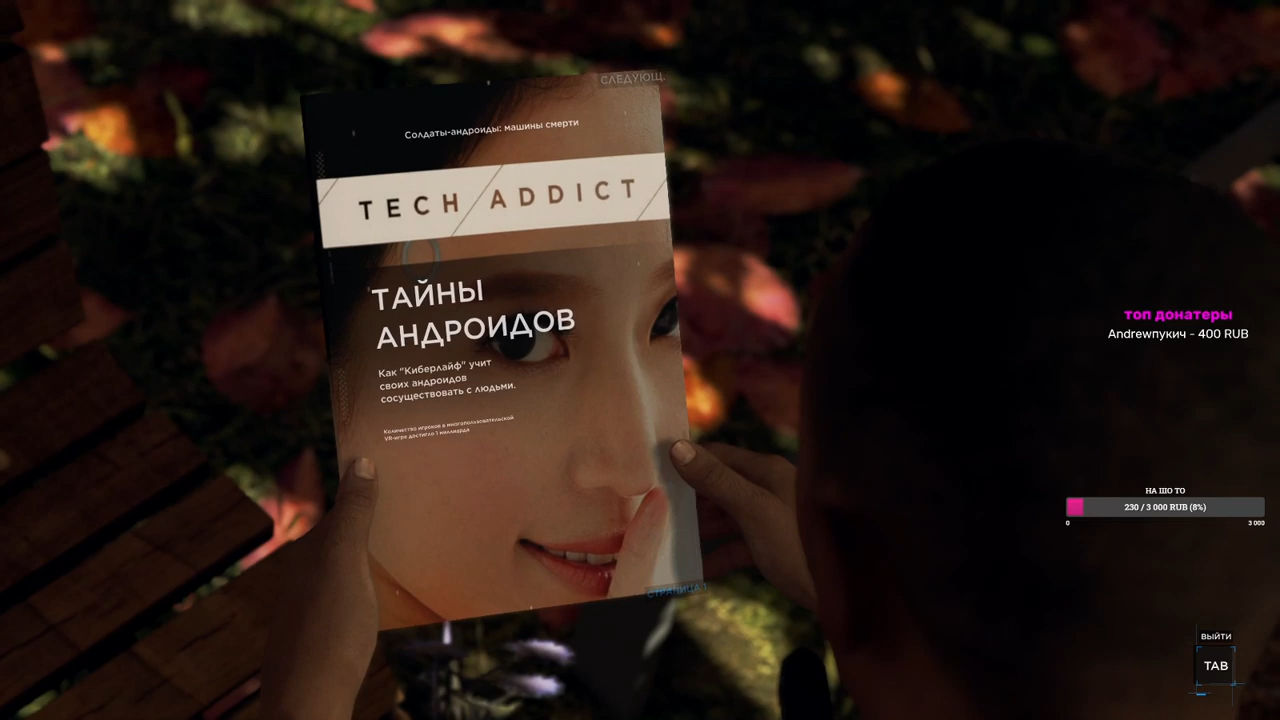 СЛЕДУЮЩ.
Солдаты-андроиды: машины смерти
TECH ADDICT
ТАЙНЫ
АНДРОИДОВ
Как "Киберлайф" учит
своих андроидов
сосуществовать с людьми.
Количество игроков в многопользовательской
VR-игре достигло 1 миллиарда
СТРАНИЦА 1
топ донатеры
Andrewпукич - 400 RUB
НА ШО ТО
230 / 3 000 RUB (8%)
0
3 000
ВЫЙТИ
TAB